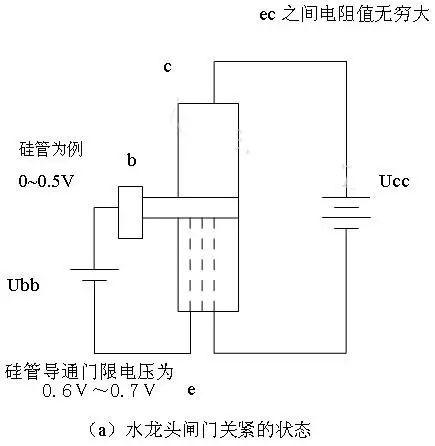 ec 之间电阻值无穷大
c
硅管为例
b
0~0.5V
Ucc
Ubb
硅管导通门限电压为
0.6V～0.7V
e
（a）水龙头闸门关紧的状态